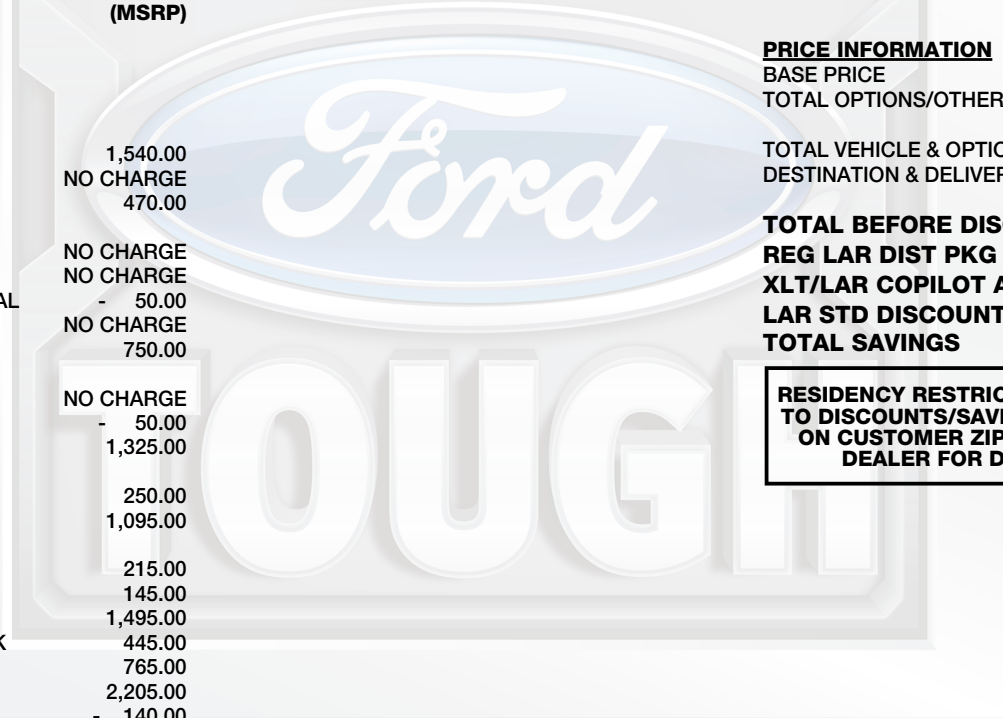 (MSRP)
1,540.00
NO CHARGE
470.00
NO CHARGE
NO CHARGE
AL - 50.00
NO CHARGE
750.00
NO CHARGE
- 50.00
1,325.00
250.00
1,095.00
215.00
145.00
1,495.00
K 445.00
765.00
2,205.00
- 140.00
Ford
TOUGH
PRICE INFORMATION
BASE PRICE
TOTAL OPTIONS/OTHER
TOTAL VEHICLE & OPTIO
DESTINATION & DELIVER
TOTAL BEFORE DISC
REG LAR DIST PKG
XLT/LAR COPILOT A
LAR STD DISCOUNT
TOTAL SAVINGS
RESIDENCY RESTRIC
TO DISCOUNTS/SAVI
ON CUSTOMER ZIP
DEALER FOR D